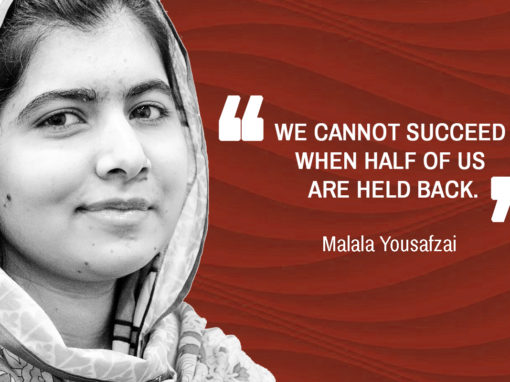 WE CANNOT SUCCEED
WHEN HALF OF US
ARE HELD BACK.
Malala Yousafzai